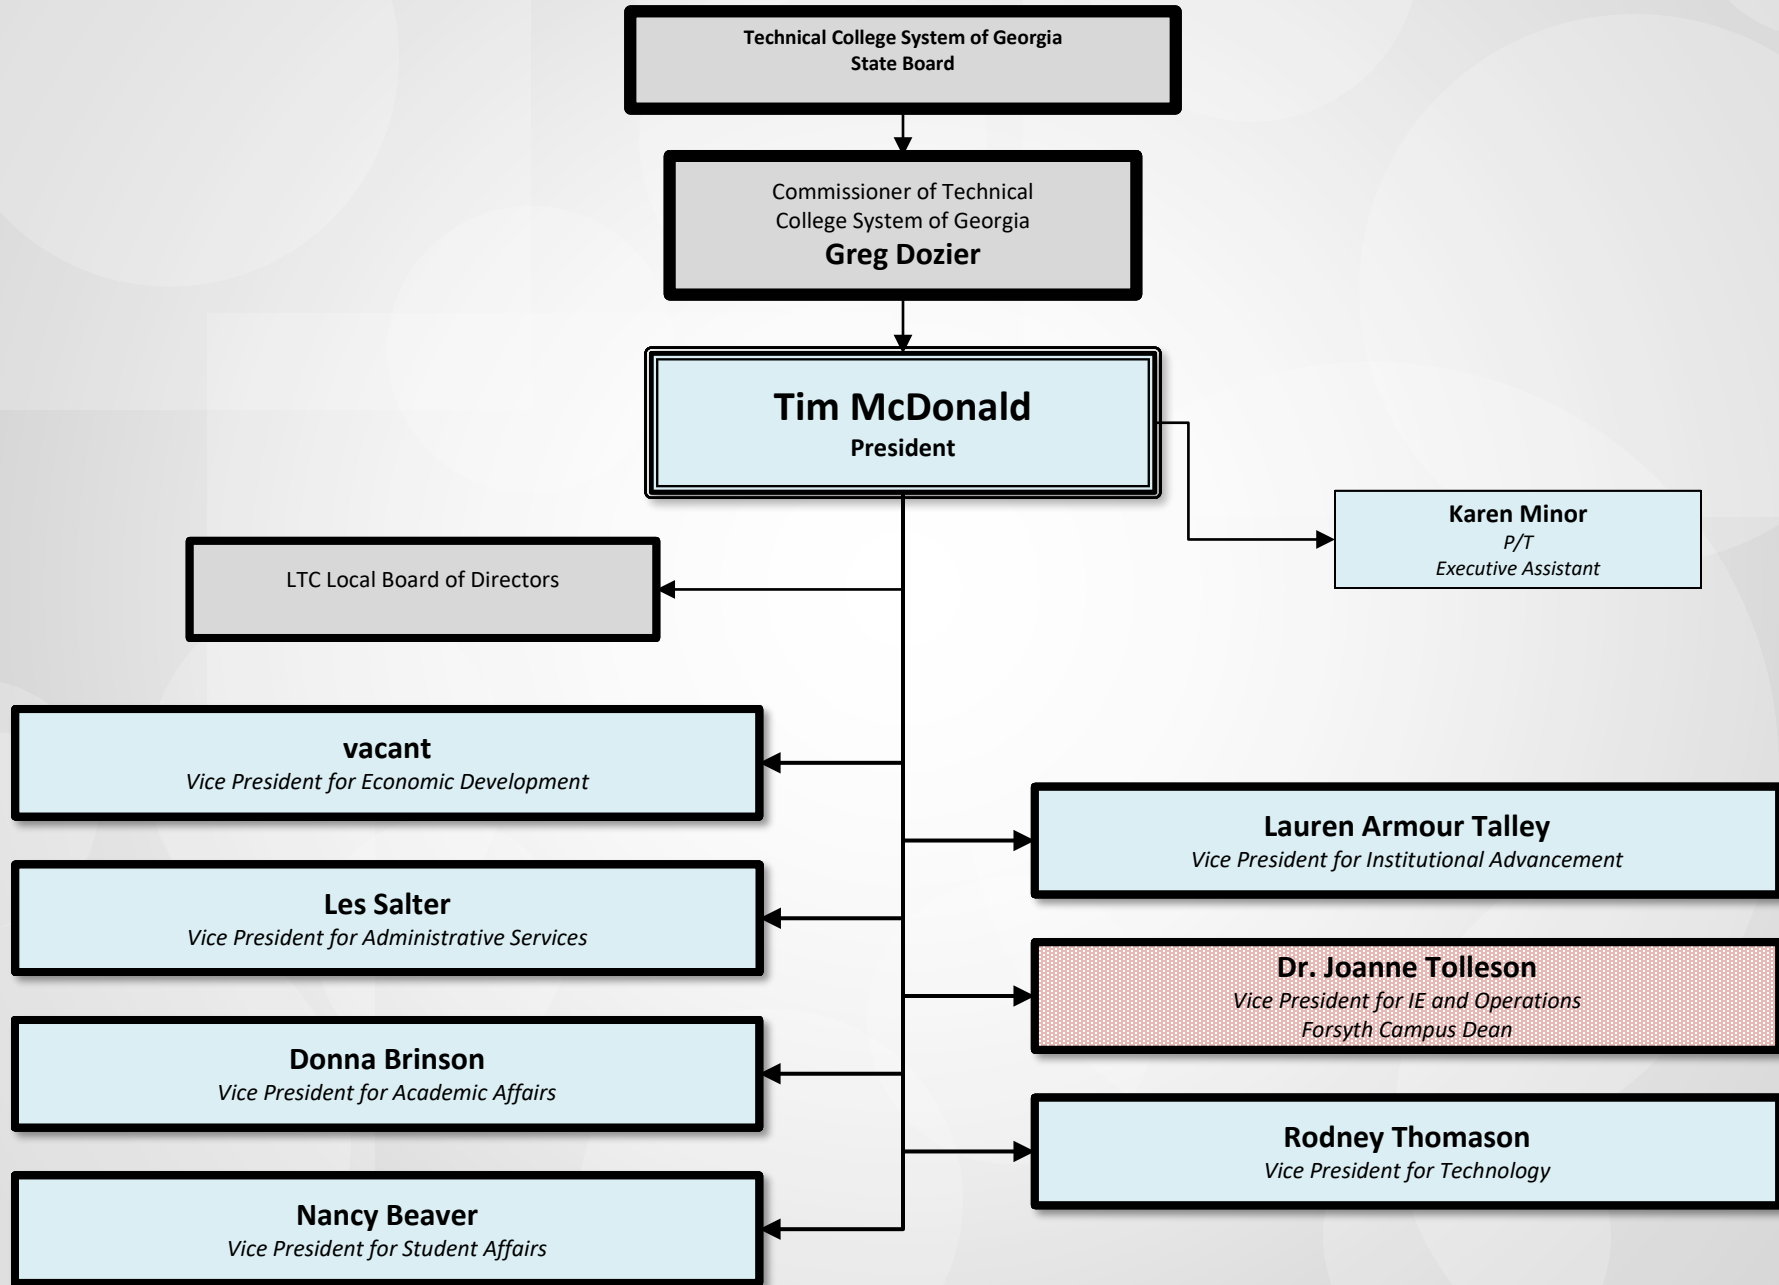 Technical College System of Georgia
State Board
Commissioner of Technical
College System of Georgia
Greg Dozier
Tim McDonald
President
Karen Minor
P/T
Executive Assistant
LTC Local Board of Directors
vacant
Vice President for Economic Development
Lauren Armour Talley
Vice President for Institutional Advancement
Les Salter
Vice President for Administrative Services
Dr. Joanne Tolleson
Vice President for IE and Operations
Forsyth Campus Dean
Donna Brinson
Vice President for Academic Affairs
Rodney Thomason
Vice President for Technology
Nancy Beaver
Vice President for Student Affairs